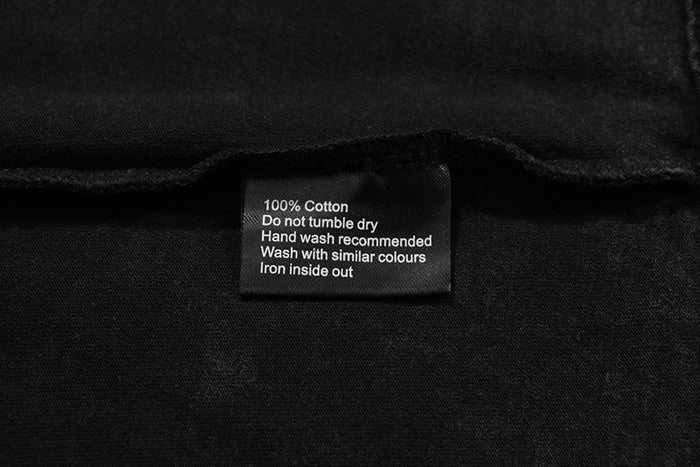 100% Cotton
Do not tumble dry
Hand wash recommended
Wash with similar colours
Iron inside out